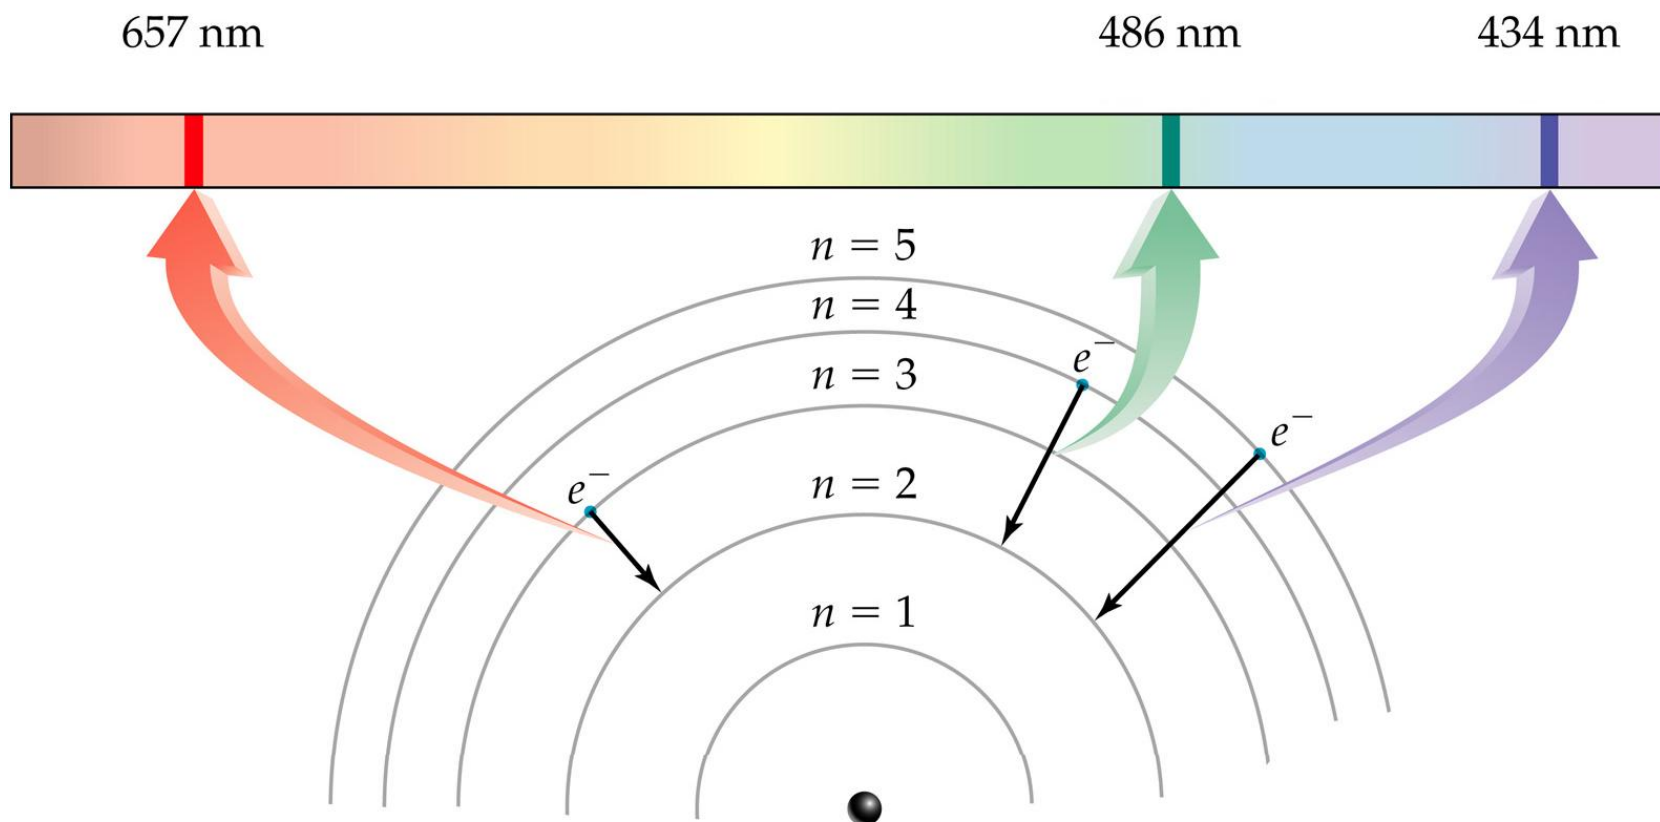 657 nm
486 nm
434 nm
n = 5
n = 4
e−
n = 3
e−
e−
n = 2
n = 1